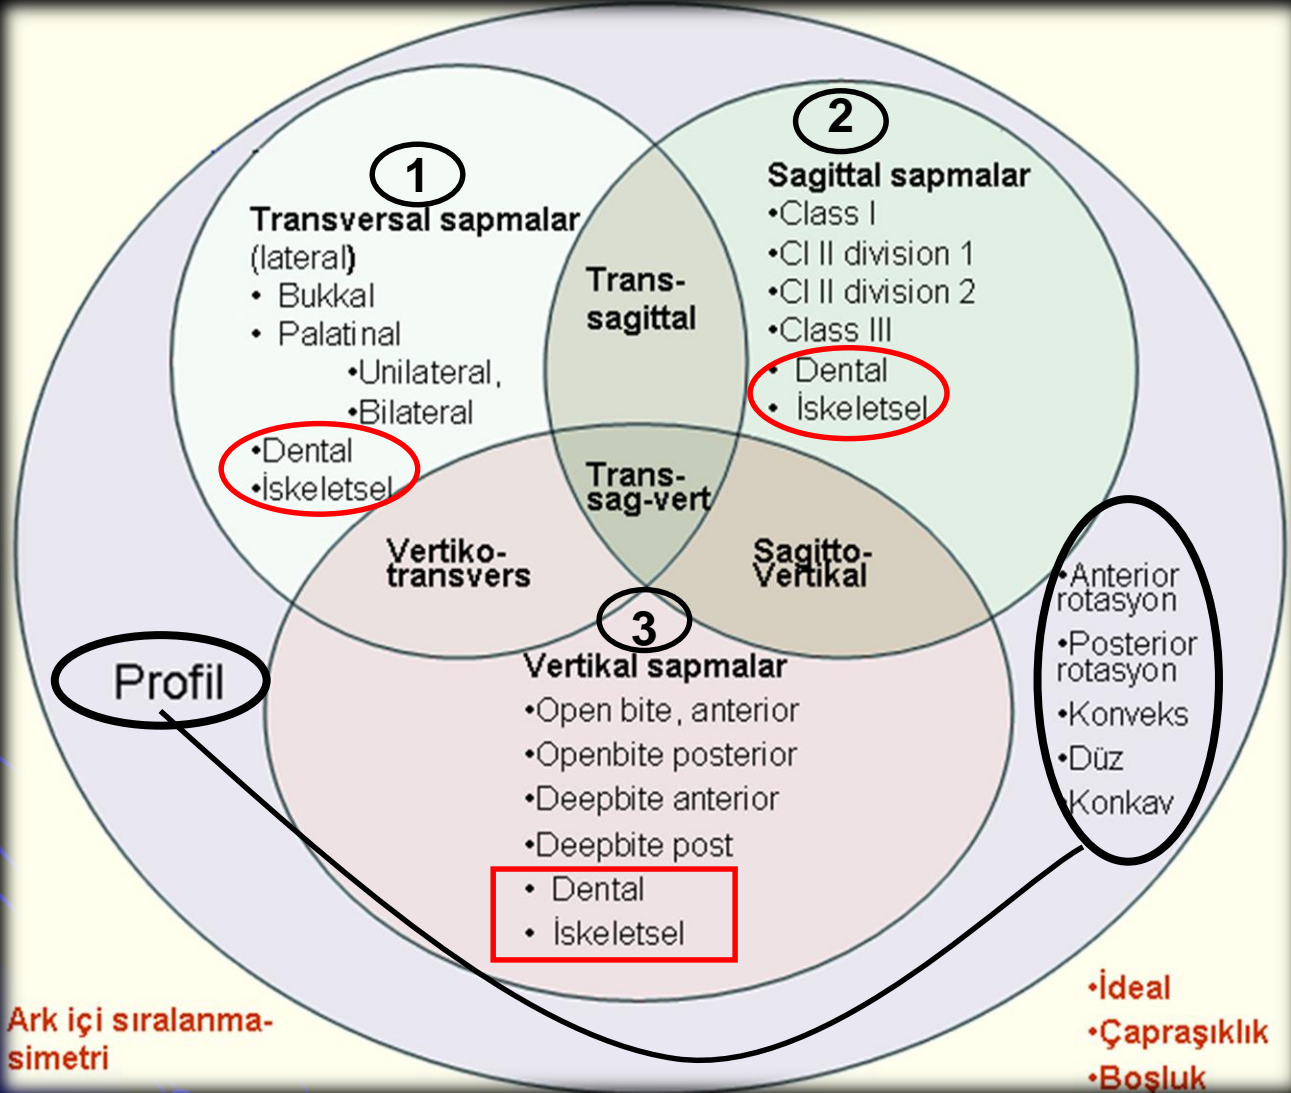 1
Transversal sapmalar
(lateral)
• Bukkal
• Palatinal
•Unilateral,
•Bilateral
•Dental
•İskeletsel
2
Sagittal sapmalar
•Class I
•Cl II division 1
•Cl II division 2
•Class III
• Dental
• İskeletsel
Trans-
sagittal
Trans-
sag-vert
Vertiko-
transvers
Sagitto-
Vertikal
3
Vertikal sapmalar
•Open bite, anterior
•Openbite posterior
•Deepbite anterior
•Deepbite post
• Dental
• İskeletsel
Profil
•Anterior
rotasyon
•Posterior
rotasyon
•Konveks
•Düz
•Konkav
Ark içi sıralanma-
simetri
•İdeal
•Çapraşıklık
•Boşluk